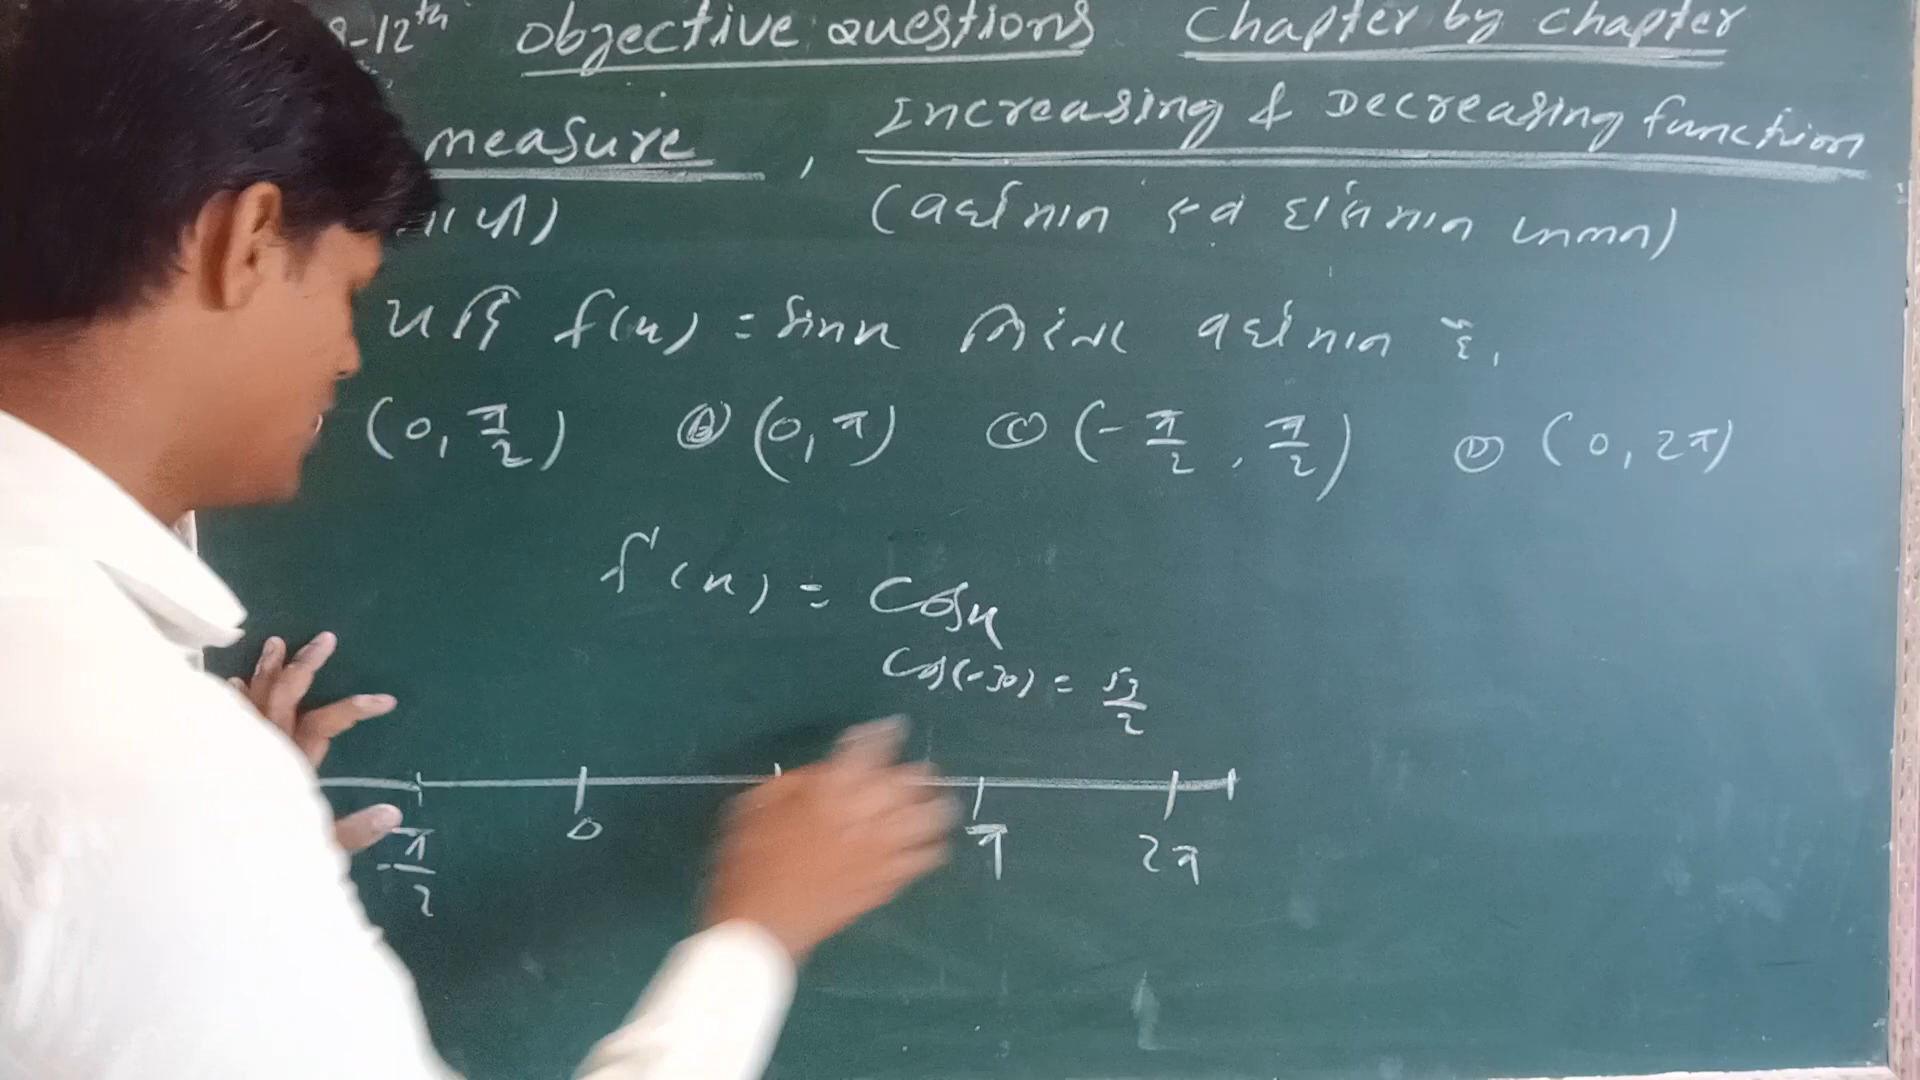 -12th objective questions Chapter by chapter
measure , Increasing & Decreasing function
(वर्धमान एवं ह्रासमान फलन)
यदि f(x) = sinx निम्न वर्धमान है,
(0, π/2) Ⓑ (0, π) Ⓒ (-π/2, π/2) Ⓓ (0, 2π)
f'(x) = Cosx
Cos(-30) = √3/2
-π/2 0 π 2π